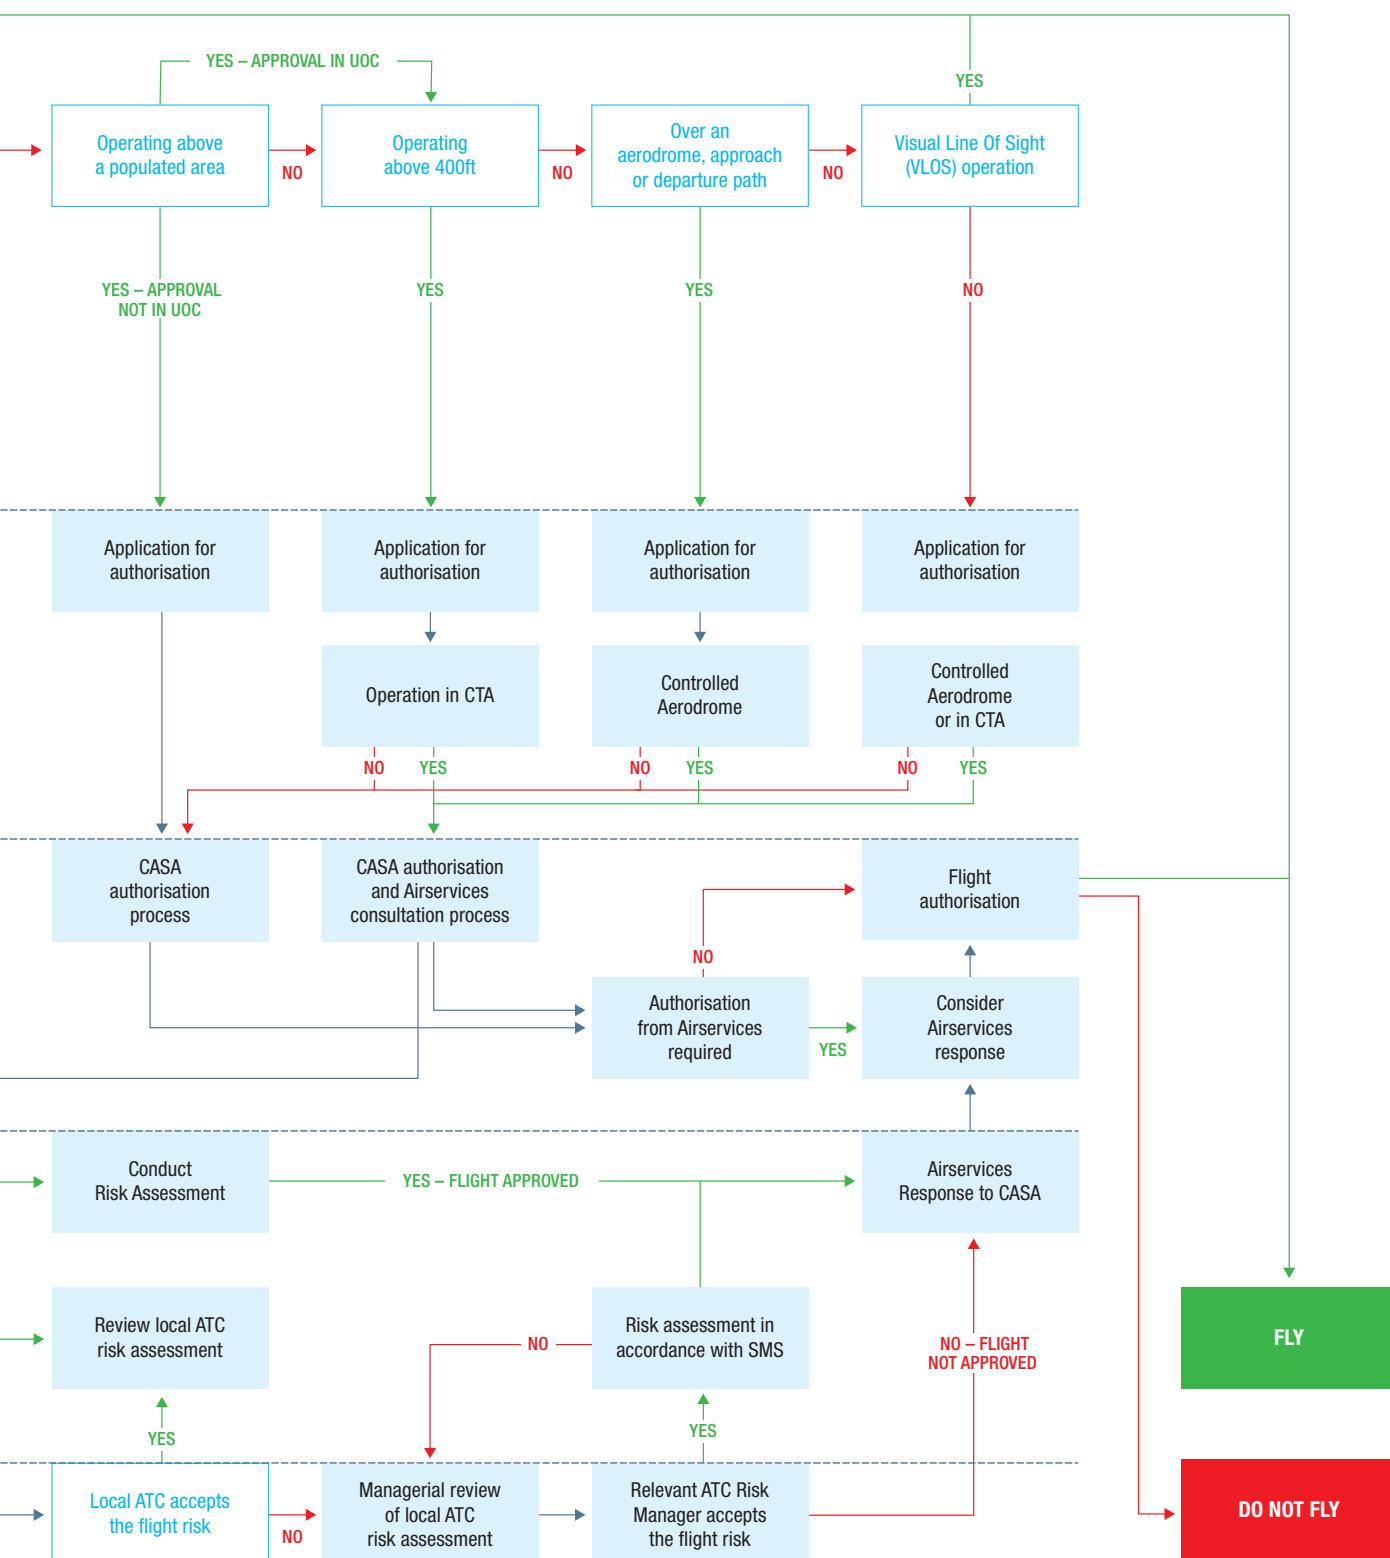 YES – APPROVAL IN UOC
YES
Operating above
a populated area
NO
Operating
above 400ft
NO
Over an
aerodrome, approach
or departure path
NO
Visual Line Of Sight
(VLOS) operation
YES – APPROVAL
NOT IN UOC
YES
YES
NO
Application for
authorisation
Application for
authorisation
Application for
authorisation
Application for
authorisation
Operation in CTA
Controlled
Aerodrome
Controlled
Aerodrome
or in CTA
NO
YES
NO
YES
NO
YES
CASA
authorisation
process
CASA authorisation
and Airservices
consultation process
Flight
authorisation
NO
Authorisation
from Airservices
required
YES
Consider
Airservices
response
Conduct
Risk Assessment
YES – FLIGHT APPROVED
Airservices
Response to CASA
Review local ATC
risk assessment
NO
Risk assessment in
accordance with SMS
NO – FLIGHT
NOT APPROVED
FLY
YES
YES
Local ATC accepts
the flight risk
NO
Managerial review
of local ATC
risk assessment
Relevant ATC Risk
Manager accepts
the flight risk
DO NOT FLY